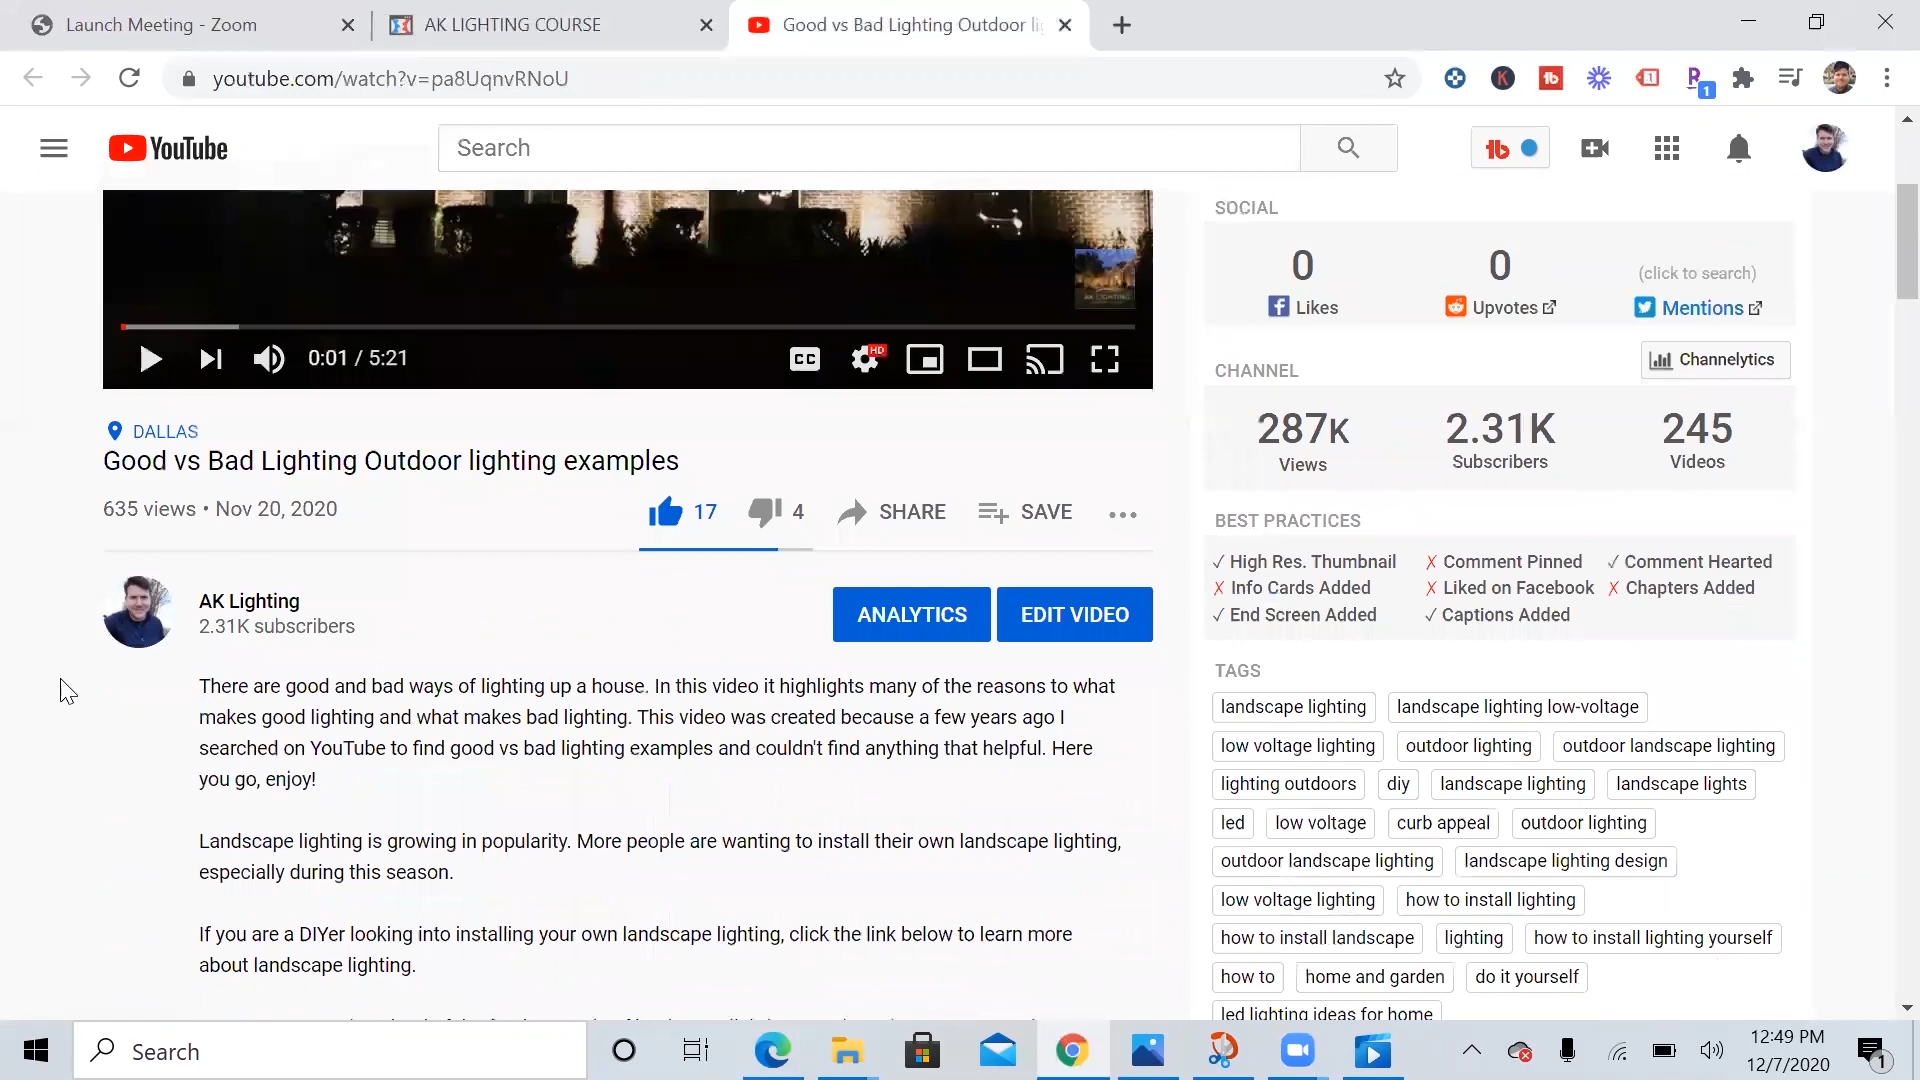 Launch Meeting - Zoom
AK LIGHTING COURSE
Good vs Bad Lighting Outdoor li
youtube.com/watch?v=pa8UqnvRNoU
1
YouTube
Search
SOCIAL
0
0
(click to search)
Likes
Upvotes
Mentions
AK LIGHTING
HD
CC
0:01 / 5:21
CHANNEL
Channelytics
287K
2.31K
245
Views
Subscribers
Videos
DALLAS
Good vs Bad Lighting Outdoor lighting examples
635 views • Nov 20, 2020
17
4
SHARE
SAVE
BEST PRACTICES
✓ High Res. Thumbnail
✗ Comment Pinned
✓ Comment Hearted
✗ Info Cards Added
✗ Liked on Facebook
✗ Chapters Added
✓ End Screen Added
✓ Captions Added
AK Lighting
2.31K subscribers
ANALYTICS
EDIT VIDEO
There are good and bad ways of lighting up a house. In this video it highlights many of the reasons to what
makes good lighting and what makes bad lighting. This video was created because a few years ago I
searched on YouTube to find good vs bad lighting examples and couldn't find anything that helpful. Here
you go, enjoy!
Landscape lighting is growing in popularity. More people are wanting to install their own landscape lighting,
especially during this season.
If you are a DIYer looking into installing your own landscape lighting, click the link below to learn more
about landscape lighting.
TAGS
landscape lighting
landscape lighting low-voltage
low voltage lighting
outdoor lighting
outdoor landscape lighting
lighting outdoors
diy
landscape lighting
landscape lights
led
low voltage
curb appeal
outdoor lighting
outdoor landscape lighting
landscape lighting design
low voltage lighting
how to install lighting
how to install landscape
lighting
how to install lighting yourself
how to
home and garden
do it yourself
led lighting ideas for home
Search
12:49 PM
12/7/2020
1